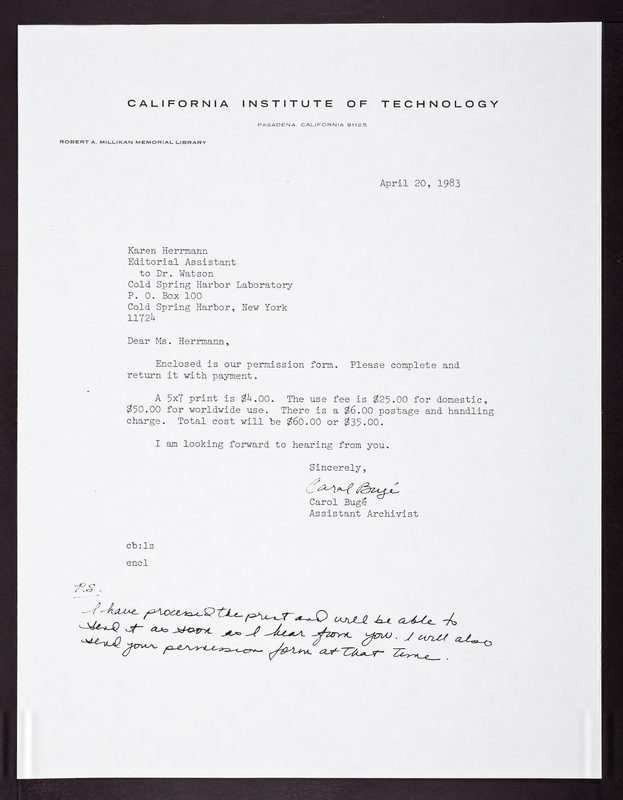 CALIFORNIA INSTITUTE OF TECHNOLOGY
PASADENA, CALIFORNIA 91125
ROBERT A. MILLIKAN MEMORIAL LIBRARY
April 20, 1983
Karen Herrmann
Editorial Assistant
to Dr. Watson
Cold Spring Harbor Laboratory
P. O. Box 100
Cold Spring Harbor, New York
11724
Dear Ms. Herrmann,
Enclosed is our permission form. Please complete and
return it with payment.
A 5x7 print is $4.00. The use fee is $25.00 for domestic,
$50.00 for worldwide use. There is a $6.00 postage and handling
charge. Total cost will be $60.00 or $35.00.
I am looking forward to hearing from you.
Sincerely,
Carol Bugé
Carol Bugé
Assistant Archivist
cb:ls
encl
P.S.
I have processed the print and will be able to
send it as soon as I hear from you. I will also
send your permission form at that time.